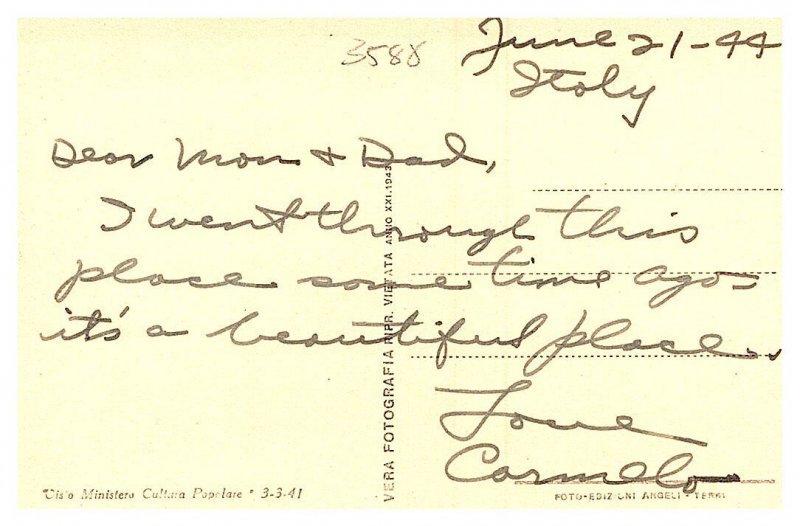 3588
June 21-44
Italy
Dear Mom + Dad,
I went through this
place some time ago-
it's a beautiful place.
Love
Carmelo
VERA FOTOGRAFIA RIPR. VIETATA ANNO XXI.1943
"Visto Ministero Cultura Popolare" 3-3-41
FOTO-EDIZIONI ANGELI - TERNI